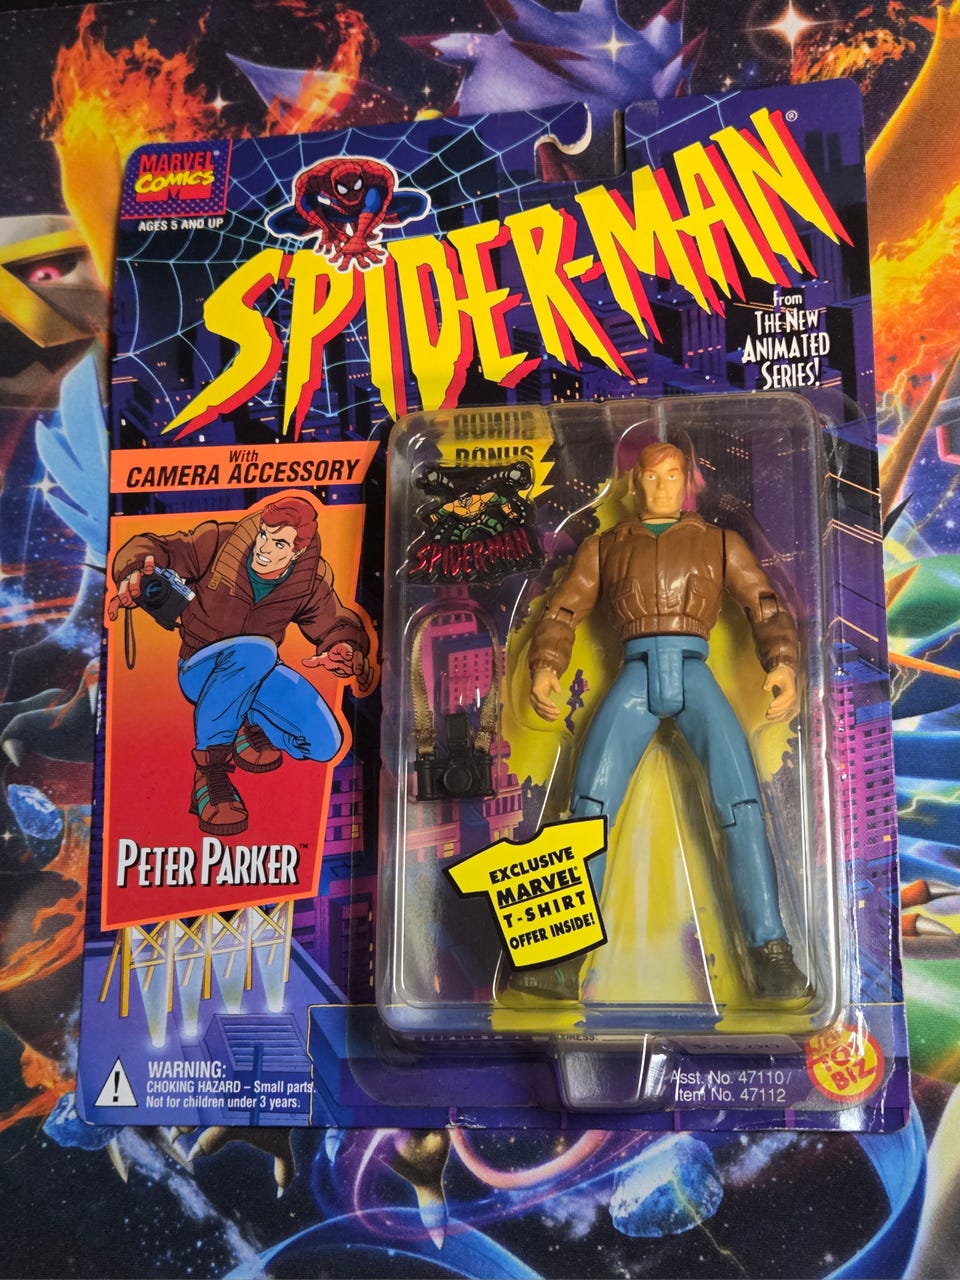 MARVEL
COMICS
M
AGES 5 AND UP
SPIDER-MAN®
From
THE NEW
ANIMATED
SERIES!
With
CAMERA ACCESSORY
BONUS
BONUS
SPIDER-MAN
PETER PARKER™
EXCLUSIVE
MARVEL
T-SHIRT
OFFER INSIDE!
WARNING:
CHOKING HAZARD – Small parts.
Not for children under 3 years.
TOY
BIZ
Asst. No. 47110/
Item No. 47112